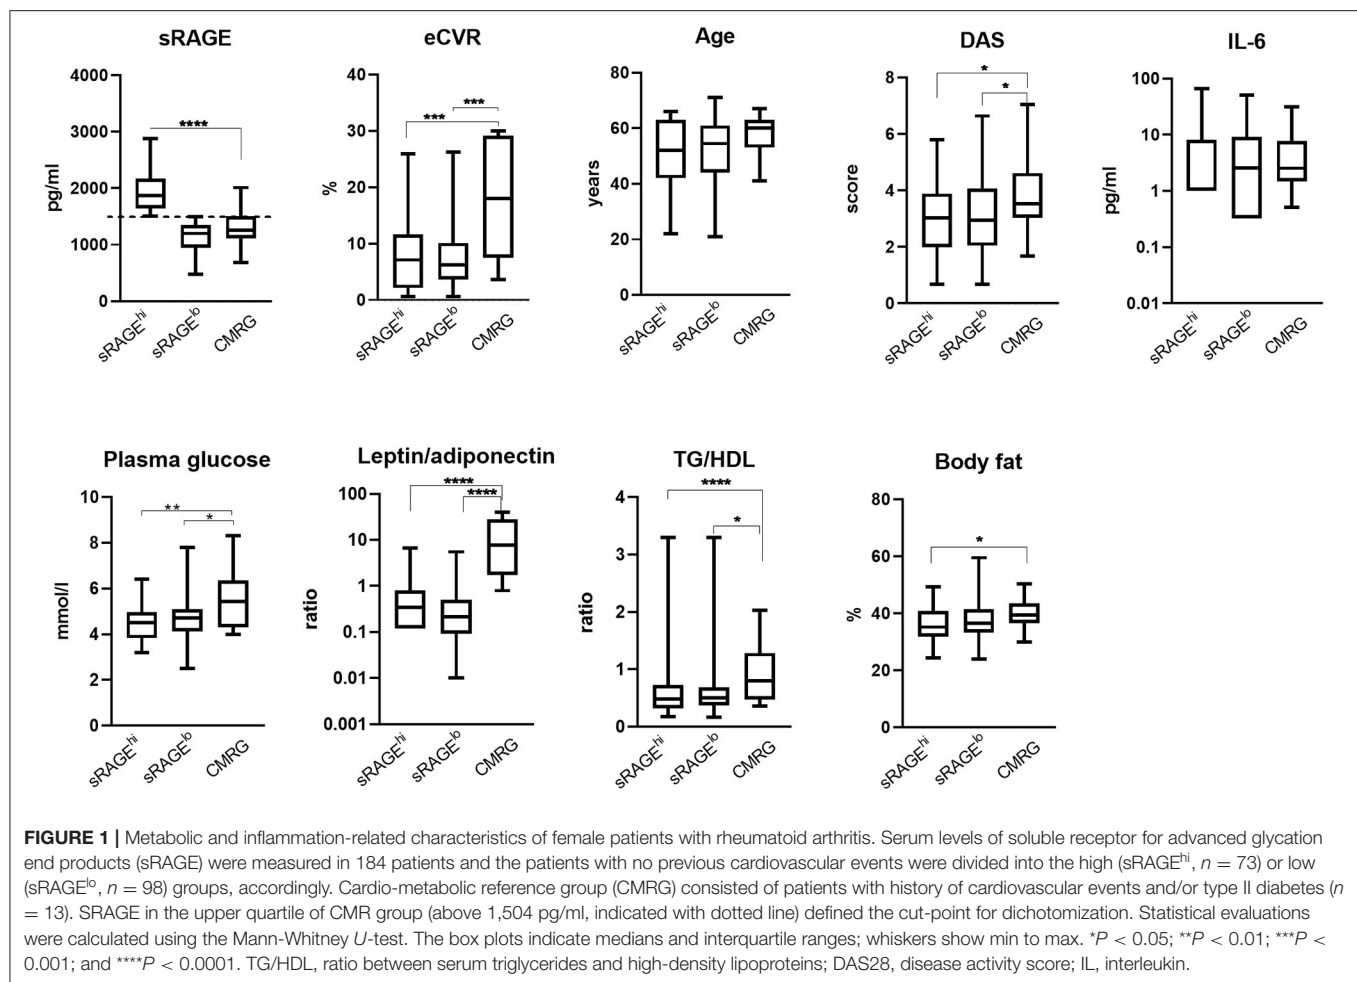 sRAGE
4000
3000
2000
1000
0
pg/ml
****
sRAGEhi
sRAGElo
CMRG
eCVR
40
30
20
10
0
%
***
***
sRAGEhi
sRAGElo
CMRG
Age
80
60
40
20
0
years
sRAGEhi
sRAGElo
CMRG
DAS
8
6
4
2
0
score
*
*
sRAGEhi
sRAGElo
CMRG
IL-6
100
10
1
0.1
0.01
pg/ml
sRAGEhi
sRAGElo
CMRG
Plasma glucose
10
8
6
4
2
0
mmol/l
**
*
sRAGEhi
sRAGElo
CMRG
Leptin/adiponectin
100
10
1
0.1
0.01
0.001
ratio
****
****
sRAGEhi
sRAGElo
CMRG
TG/HDL
4
3
2
1
0
ratio
****
*
sRAGEhi
sRAGElo
CMRG
Body fat
80
60
40
20
0
%
*
sRAGEhi
sRAGElo
CMRG
FIGURE 1 | Metabolic and inflammation-related characteristics of female patients with rheumatoid arthritis. Serum levels of soluble receptor for advanced glycation
end products (sRAGE) were measured in 184 patients and the patients with no previous cardiovascular events were divided into the high (sRAGEhi, n = 73) or low
(sRAGElo, n = 98) groups, accordingly. Cardio-metabolic reference group (CMRG) consisted of patients with history of cardiovascular events and/or type II diabetes (n
= 13). SRAGE in the upper quartile of CMR group (above 1,504 pg/ml, indicated with dotted line) defined the cut-point for dichotomization. Statistical evaluations
were calculated using the Mann-Whitney U-test. The box plots indicate medians and interquartile ranges; whiskers show min to max. *P < 0.05; **P < 0.01; ***P <
0.001; and ****P < 0.0001. TG/HDL, ratio between serum triglycerides and high-density lipoproteins; DAS28, disease activity score; IL, interleukin.